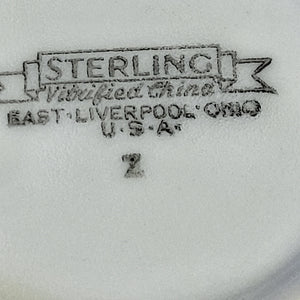 STERLING
Vitrified China
EAST·LIVERPOOL·OHIO
U·S·A·
Z